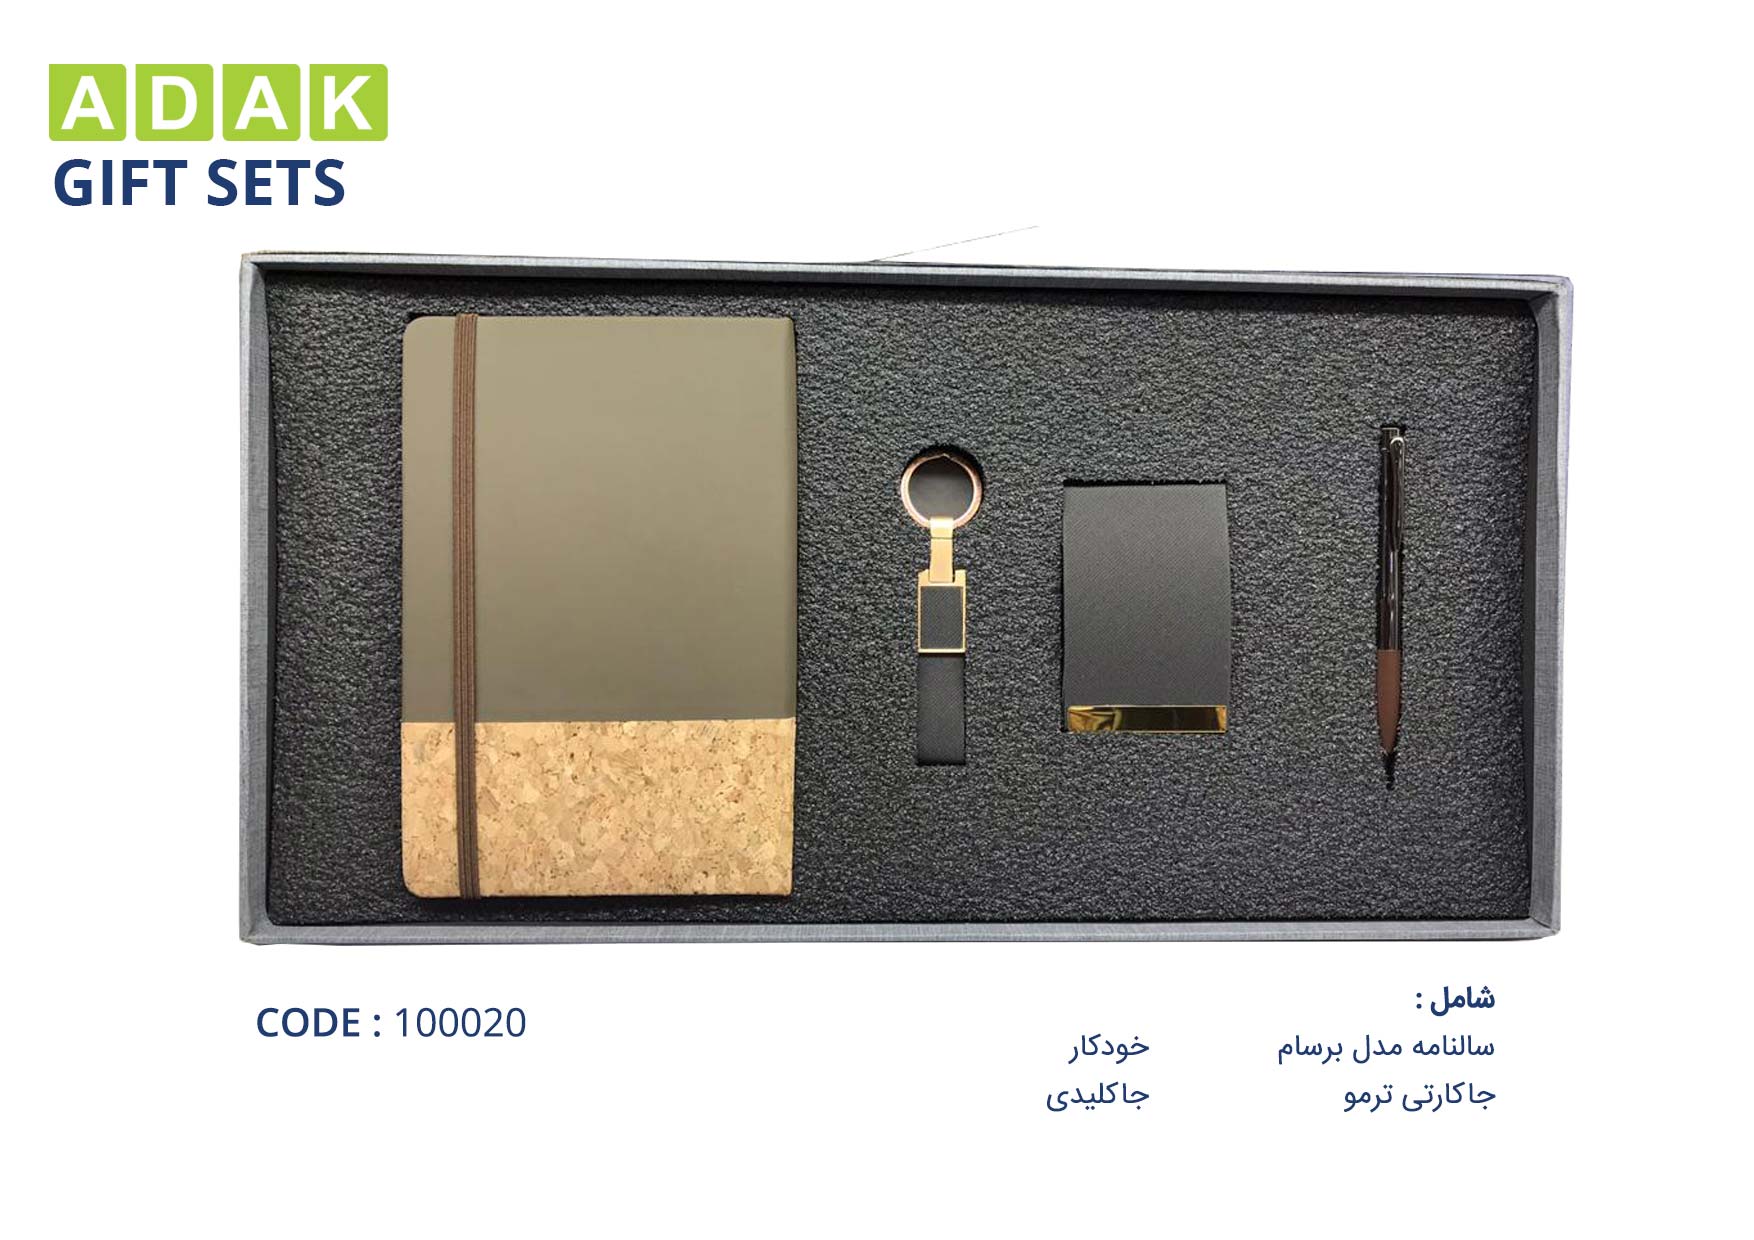 ADAK
GIFT SETS
CODE : 100020
شامل :
سالنامه مدل برسام
خودکار
جاکارتی ترمو
جاکلیدی